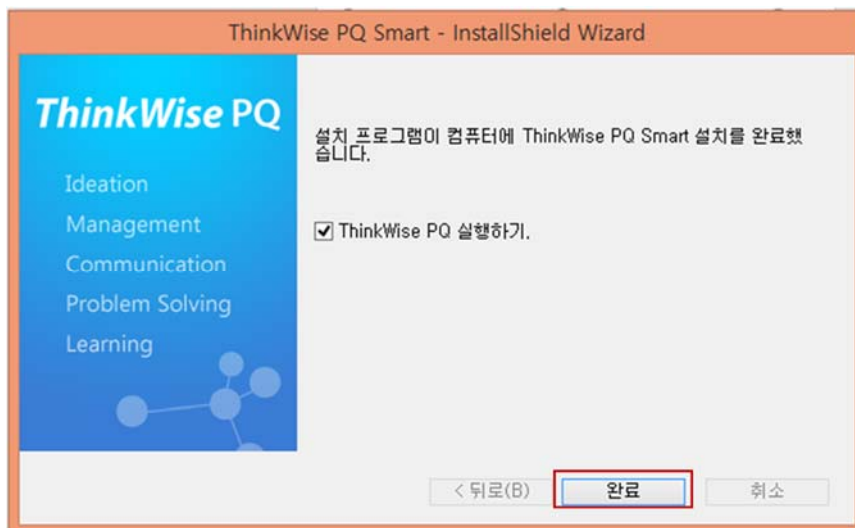 ThinkWise PQ Smart - InstallShield Wizard
ThinkWise PQ
Ideation
Management
Communication
Problem Solving
Learning
설치 프로그램이 컴퓨터에 ThinkWise PQ Smart 설치를 완료했
습니다.
ThinkWise PQ 실행하기.
< 뒤로(B)
완료
취소